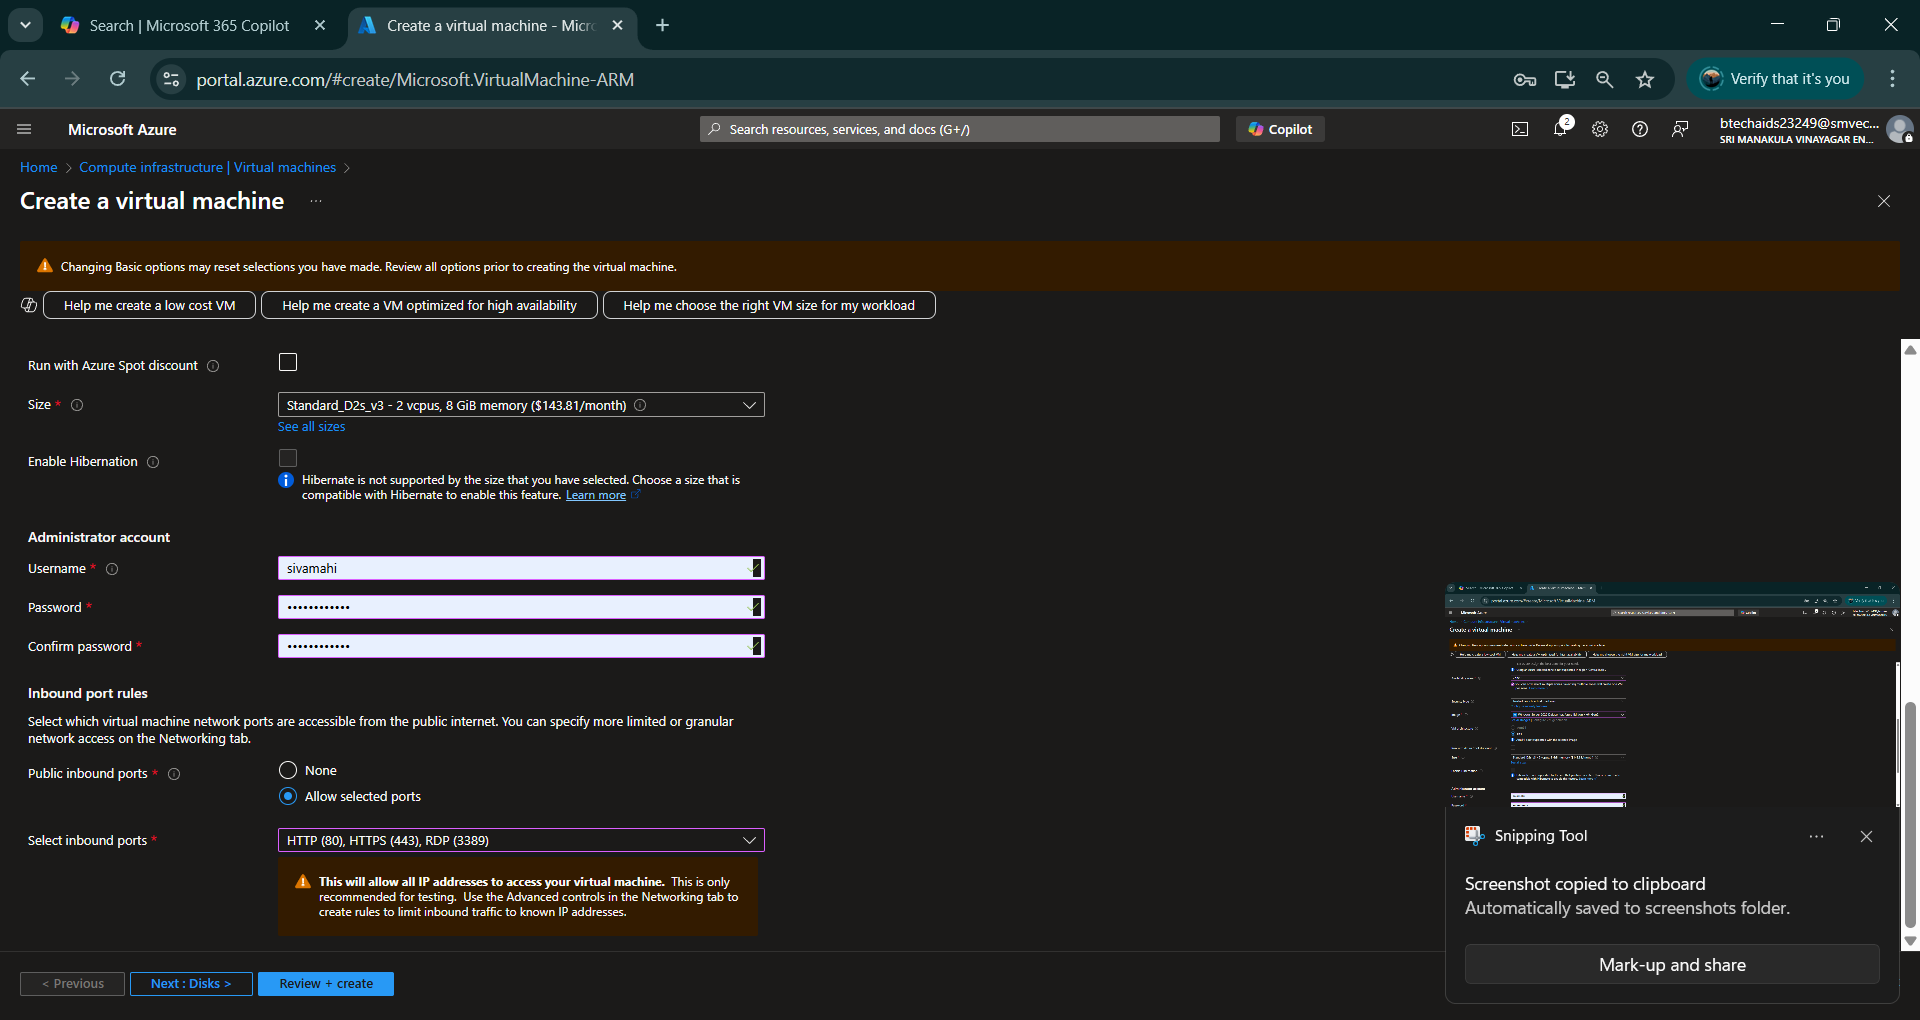 Search | Microsoft 365 Copilot
Create a virtual machine - Micr
portal.azure.com/#create/Microsoft.VirtualMachine-ARM
Verify that it's you
Microsoft Azure
Search resources, services, and docs (G+/)
Copilot
2
btechaids23249@smvec...
SRI MANAKULA VINAYAGAR EN...
Home > Compute infrastructure | Virtual machines >
Create a virtual machine ...
Changing Basic options may reset selections you have made. Review all options prior to creating the virtual machine.
Help me create a low cost VM
Help me create a VM optimized for high availability
Help me choose the right VM size for my workload
Run with Azure Spot discount
Size *
Standard_D2s_v3 - 2 vcpus, 8 GiB memory ($143.81/month)
See all sizes
Enable Hibernation
Hibernate is not supported by the size that you have selected. Choose a size that is
compatible with Hibernate to enable this feature. Learn more
Administrator account
Username *
sivamahi
Password *
••••••••••••
Confirm password *
••••••••••••
Inbound port rules
Select which virtual machine network ports are accessible from the public internet. You can specify more limited or granular
network access on the Networking tab.
Public inbound ports *
None
Allow selected ports
Select inbound ports *
HTTP (80), HTTPS (443), RDP (3389)
This will allow all IP addresses to access your virtual machine. This is only
recommended for testing. Use the Advanced controls in the Networking tab to
create rules to limit inbound traffic to known IP addresses.
< Previous
Next : Disks >
Review + create
Create a virtual machine
Snipping Tool
Screenshot copied to clipboard
Automatically saved to screenshots folder.
Mark-up and share